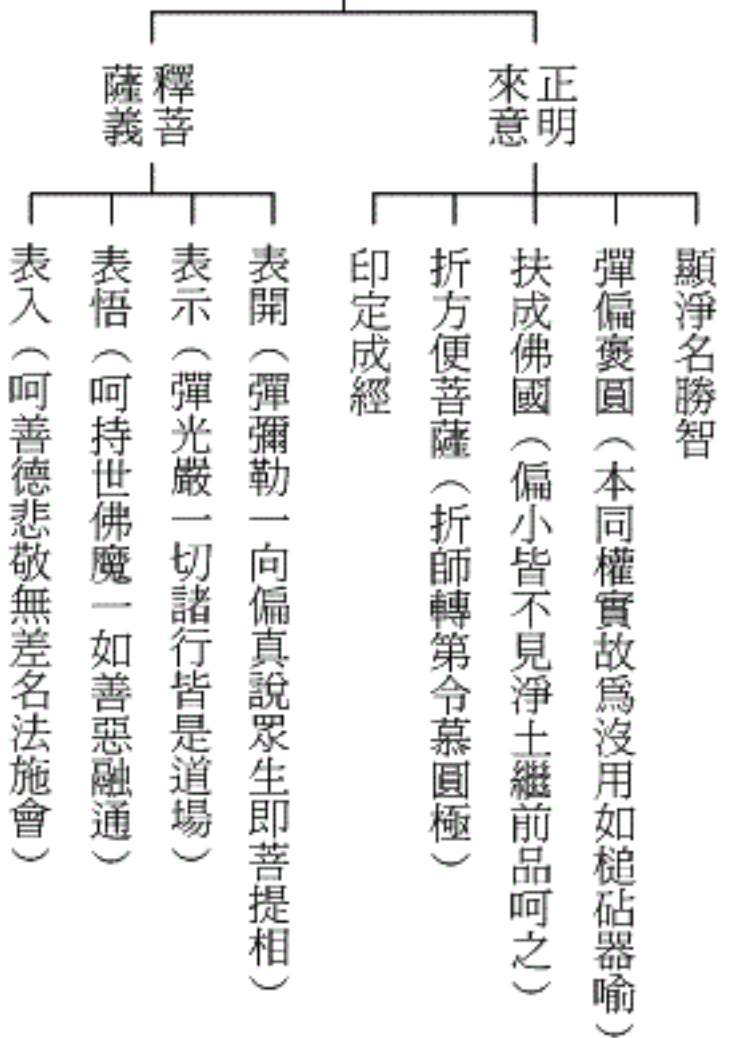 正明
來意
顯淨名勝智
彈偏褒圓（本同權實故為沒用如槌砧器喻）
扶成佛國（偏小皆不見淨土繼前品呵之）
折方便菩薩（折師轉第令慕圓極）
印定成經
釋菩
薩義
表開（彈彌勒一向偏真說眾生即菩提相）
表示（彈光嚴一切諸行皆是道場）
表悟（呵持世佛魔一如善惡融通）
表入（呵善德悲敬無差名法施會）